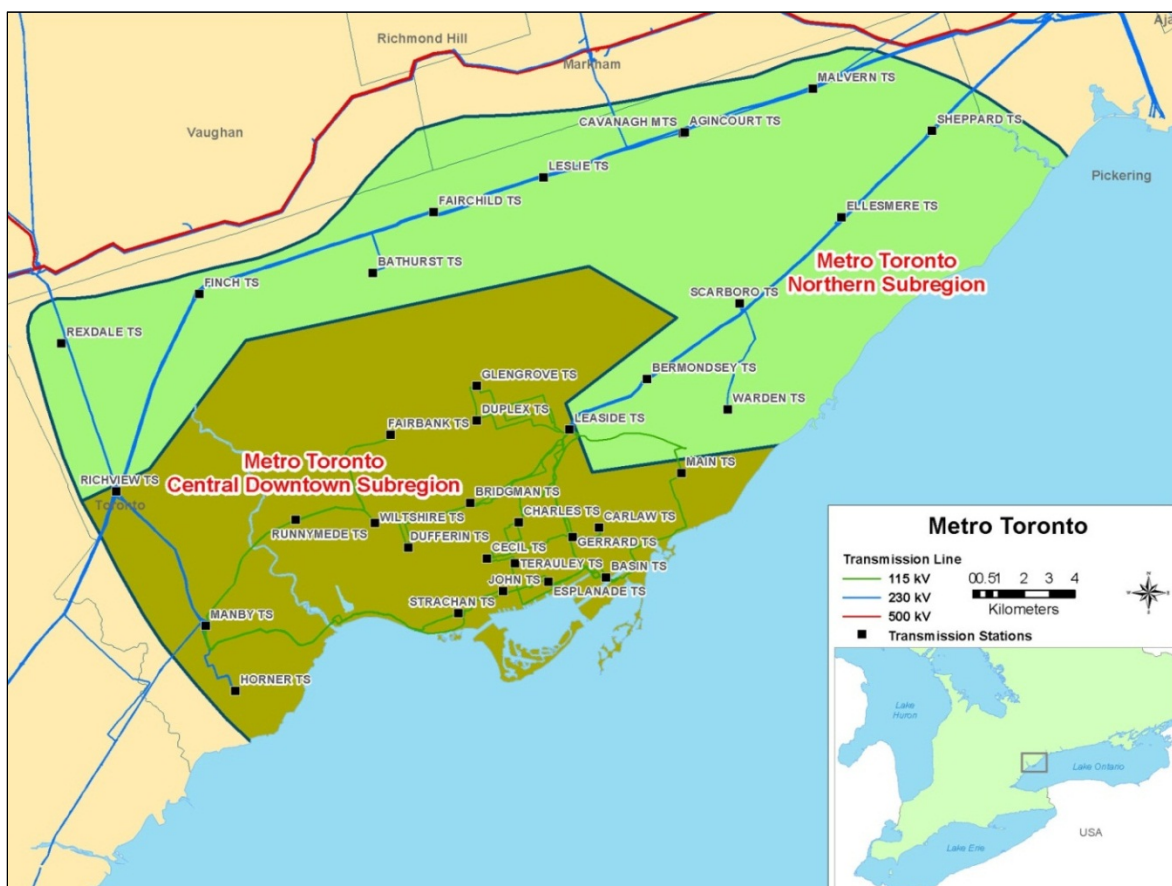 Richmond Hill
Markham
Vaughan
MALVERN TS
CAVANAGH MTS
AGINCOURT TS
SHEPPARD TS
LESLIE TS
Pickering
FAIRCHILD TS
ELLESMERE TS
BATHURST TS
Metro Toronto
Northern Subregion
FINCH TS
SCARBORO TS
REXDALE TS
BERMONDSEY TS
GLENGROVE TS
WARDEN TS
DUPLEX TS
LEASIDE TS
FAIRBANK TS
Metro Toronto
Central Downtown Subregion
MAIN TS
RICHVIEW TS
Toronto
BRIDGMAN TS
CHARLES TS
CARLAW TS
WILTSHIRE TS
RUNNYMEDE TS
DUFFERIN TS
GERRARD TS
CECIL TS
TERAULEY TS
BASIN TS
JOHN TS
ESPLANADE TS
STRACHAN TS
MANBY TS
HORNER TS
Metro Toronto
Transmission Line
115 kV
230 kV
500 kV
Transmission Stations
00.51 2 3 4
Kilometers
Lake
Huron
Lake Ontario
USA
Lake Erie